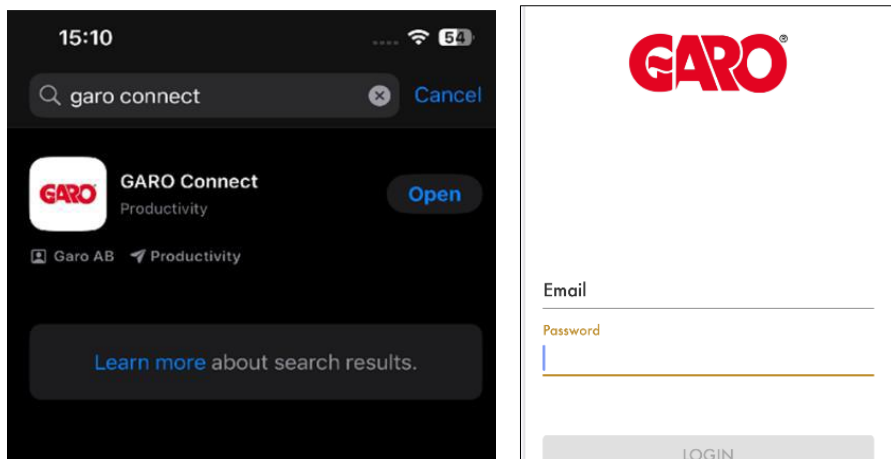 15:10
54
garo connect
Cancel
GARO
GARO Connect
Productivity
Open
Garo AB
Productivity
Learn more about search results.
GARO®
Email
Password
LOGIN